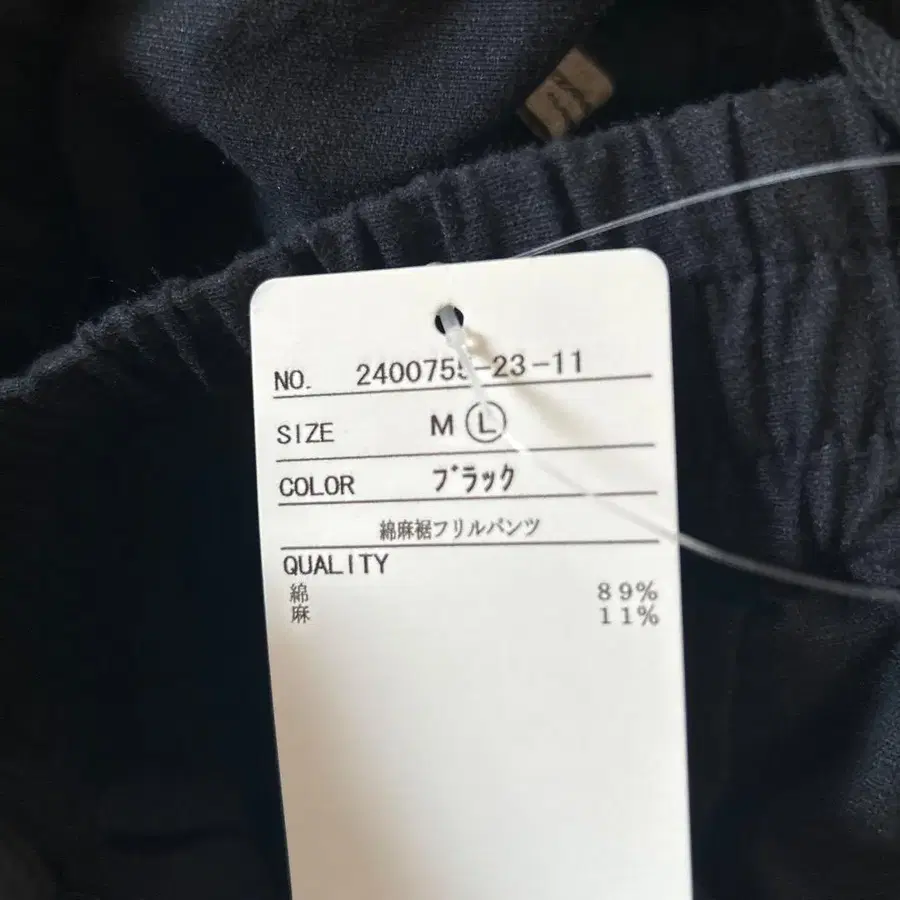 NO. 2400755-23-11
SIZE M Ⓛ
COLOR ブラック
綿麻裾フリルパンツ
QUALITY
綿 89%
麻 11%